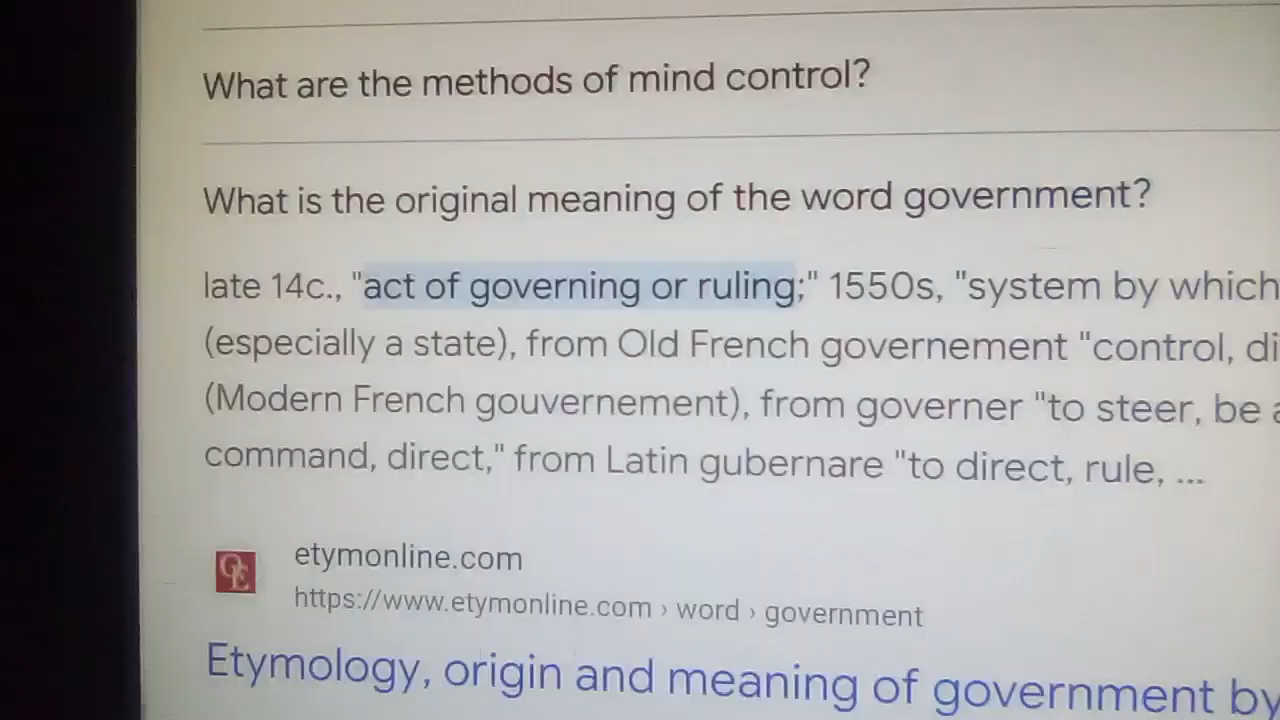 What are the methods of mind control?
What is the original meaning of the word government?
late 14c., "act of governing or ruling;" 1550s, "system by which
(especially a state), from Old French governement "control, di
(Modern French gouvernement), from governer "to steer, be a
command, direct," from Latin gubernare "to direct, rule, ...
OE
etymonline.com
https://www.etymonline.com › word › government
Etymology, origin and meaning of government by